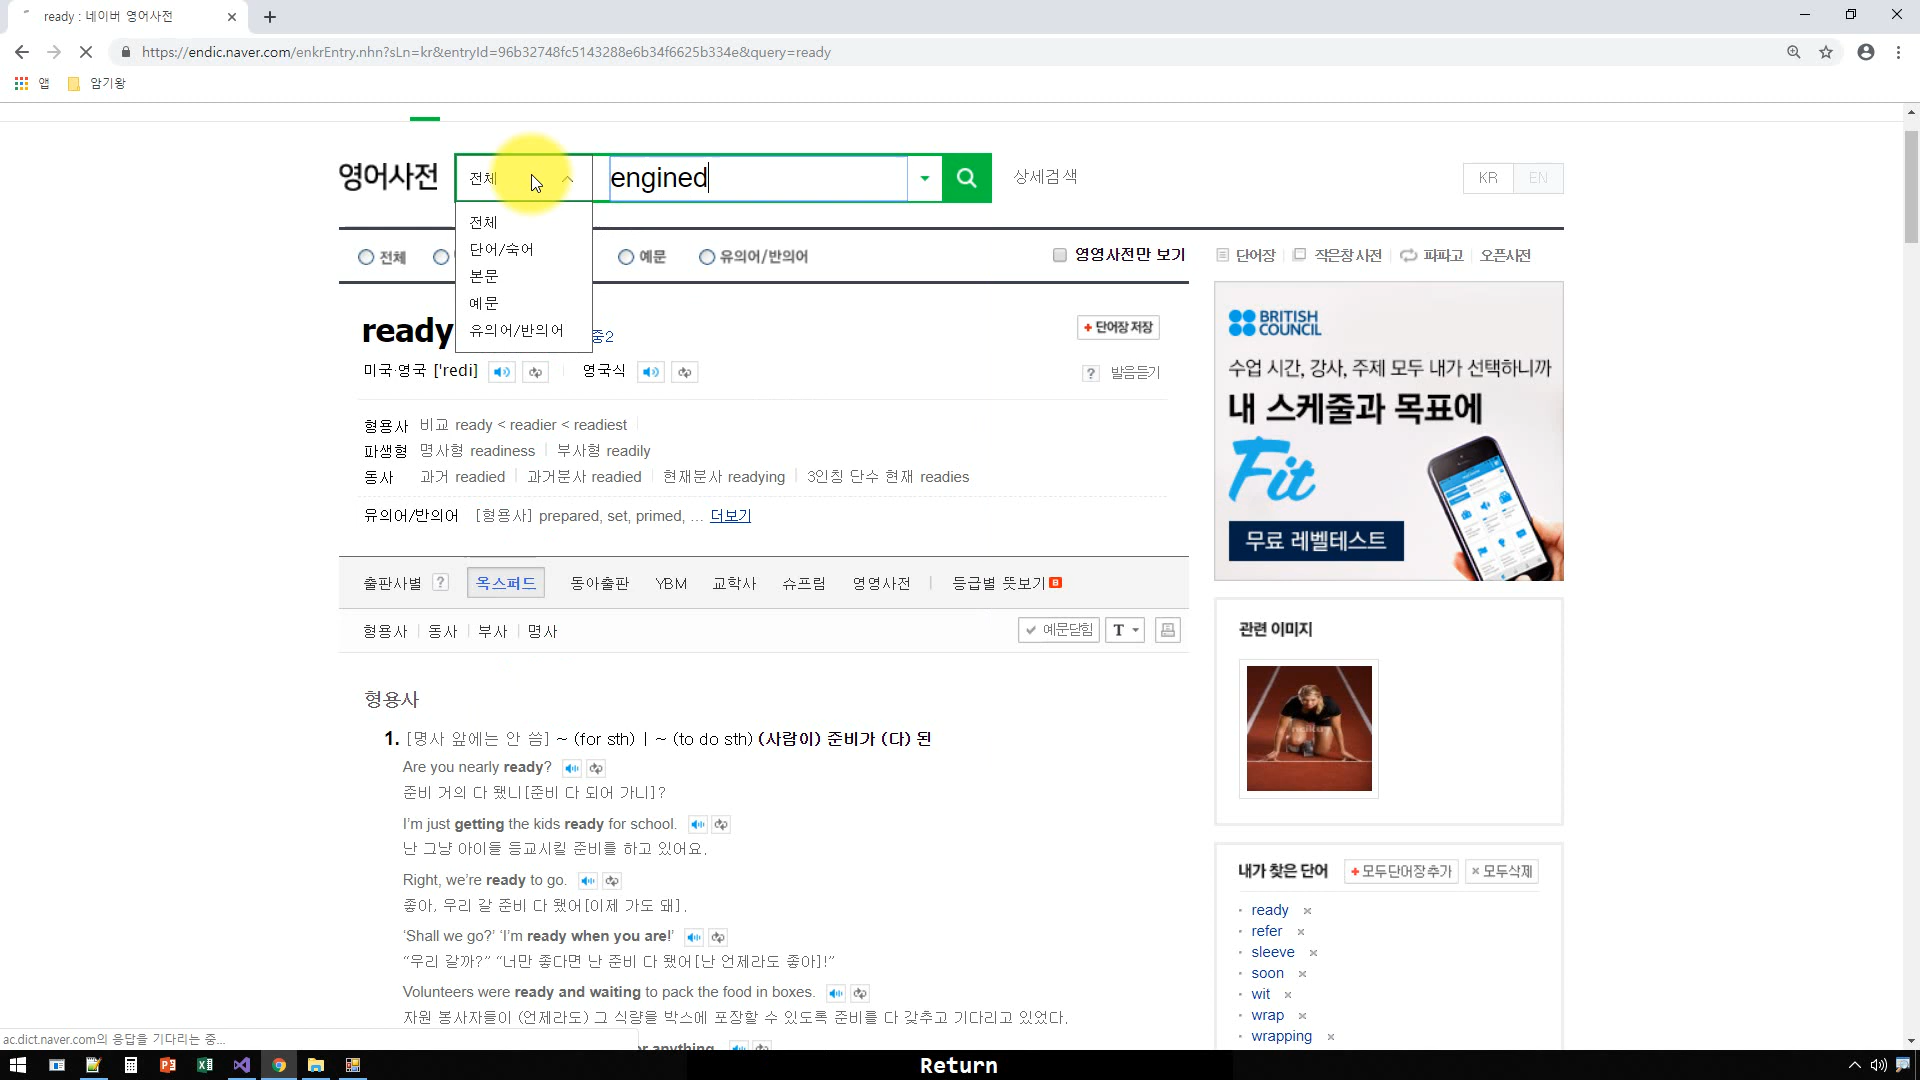 ready : 네이버 영어사전
https://endic.naver.com/enkrEntry.nhn?sLn=kr&entryId=96b32748fc5143288e6b34f6625b334e&query=ready
앱 암기왕
영어사전 전체 engined 상세검색 KR EN
전체
단어/숙어
본문
예문
유의어/반의어
전체 예문 유의어/반의어 영영사전만 보기 단어장 작은창사전 파파고 오픈사전
ready 중2 +단어장 저장
미국·영국 ['redi] 영국식 ? 발음듣기
형용사 비교 ready < readier < readiest
파생형 명사형 readiness 부사형 readily
동사 과거 readied 과거분사 readied 현재분사 readying 3인칭 단수 현재 readies
유의어/반의어 [형용사] prepared, set, primed, … 더보기
출판사별 ? 옥스퍼드 동아출판 YBM 교학사 슈프림 영영사전 등급별 뜻보기
형용사 동사 부사 명사 예문닫힘 T
형용사
1. [명사 앞에는 안 씀] ~ (for sth) | ~ (to do sth) (사람이) 준비가 (다) 된
Are you nearly ready?
준비 거의 다 됐니[준비 다 되어 가니]?
I'm just getting the kids ready for school.
난 그냥 아이들 등교시킬 준비를 하고 있어요.
Right, we're ready to go.
좋아, 우리 갈 준비 다 됐어[이제 가도 돼].
‘Shall we go?’ ‘I'm ready when you are!’
“우리 갈까?” “너만 좋다면 난 준비 다 됐어[난 언제라도 좋아]!”
Volunteers were ready and waiting to pack the food in boxes.
자원 봉사자들이 (언제라도) 그 식량을 박스에 포장할 수 있도록 준비를 다 갖추고 기다리고 있었다.
or anything.
BRITISH
COUNCIL
수업 시간, 강사, 주제 모두 내가 선택하니까
내 스케줄과 목표에
Fit
무료 레벨테스트
관련 이미지
내가 찾은 단어 +모두단어장추가 ×모두삭제
ready
refer
sleeve
soon
wit
wrap
wrapping
ac.dict.naver.com의 응답을 기다리는 중...
Return